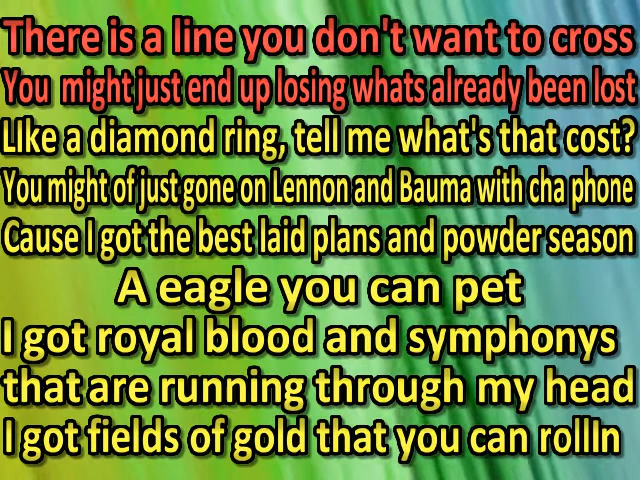 There is a line you don't want to cross
You might just end up losing whats already been lost
LIke a diamond ring, tell me what's that cost?
You might of just gone on Lennon and Bauma with cha phone
Cause I got the best laid plans and powder season
A eagle you can pet
I got royal blood and symphonys
that are running through my head
I got fields of gold that you can rollIn